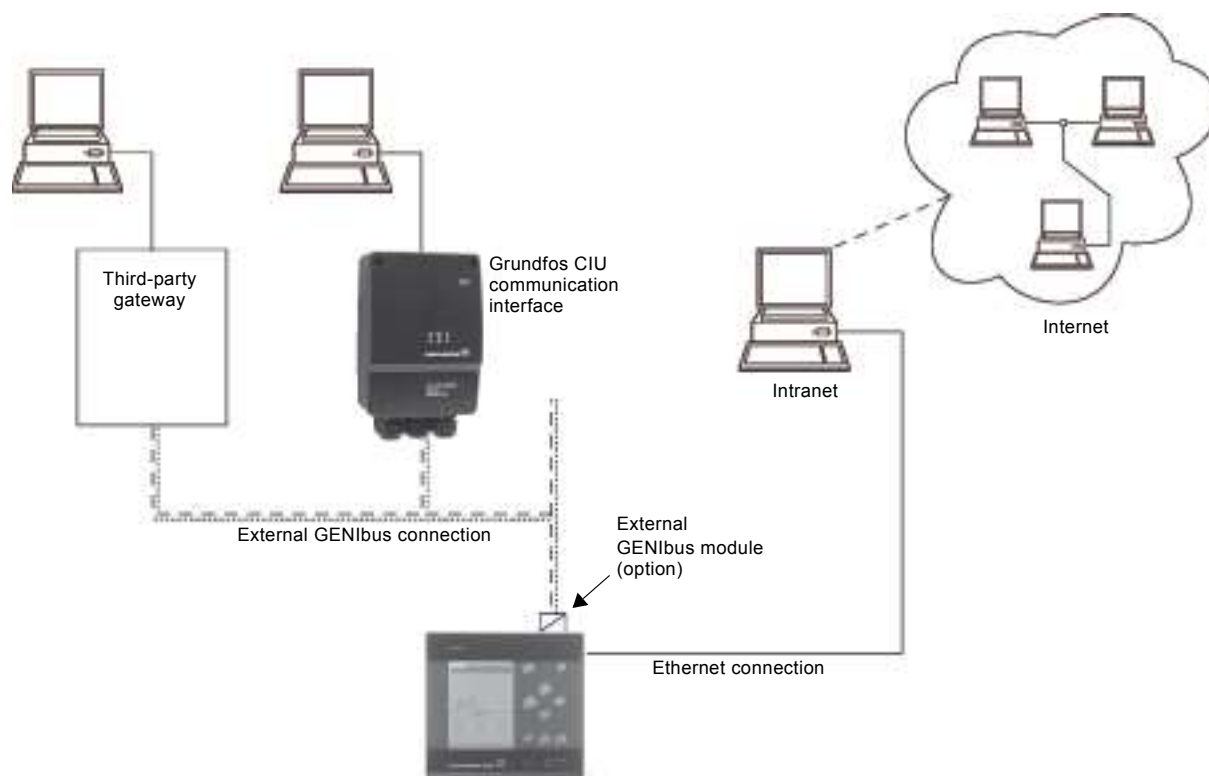 Third-party
gateway
Grundfos CIU
communication
interface
Internet
Intranet
External GENIbus connection
External
GENIbus module
(option)
Ethernet connection